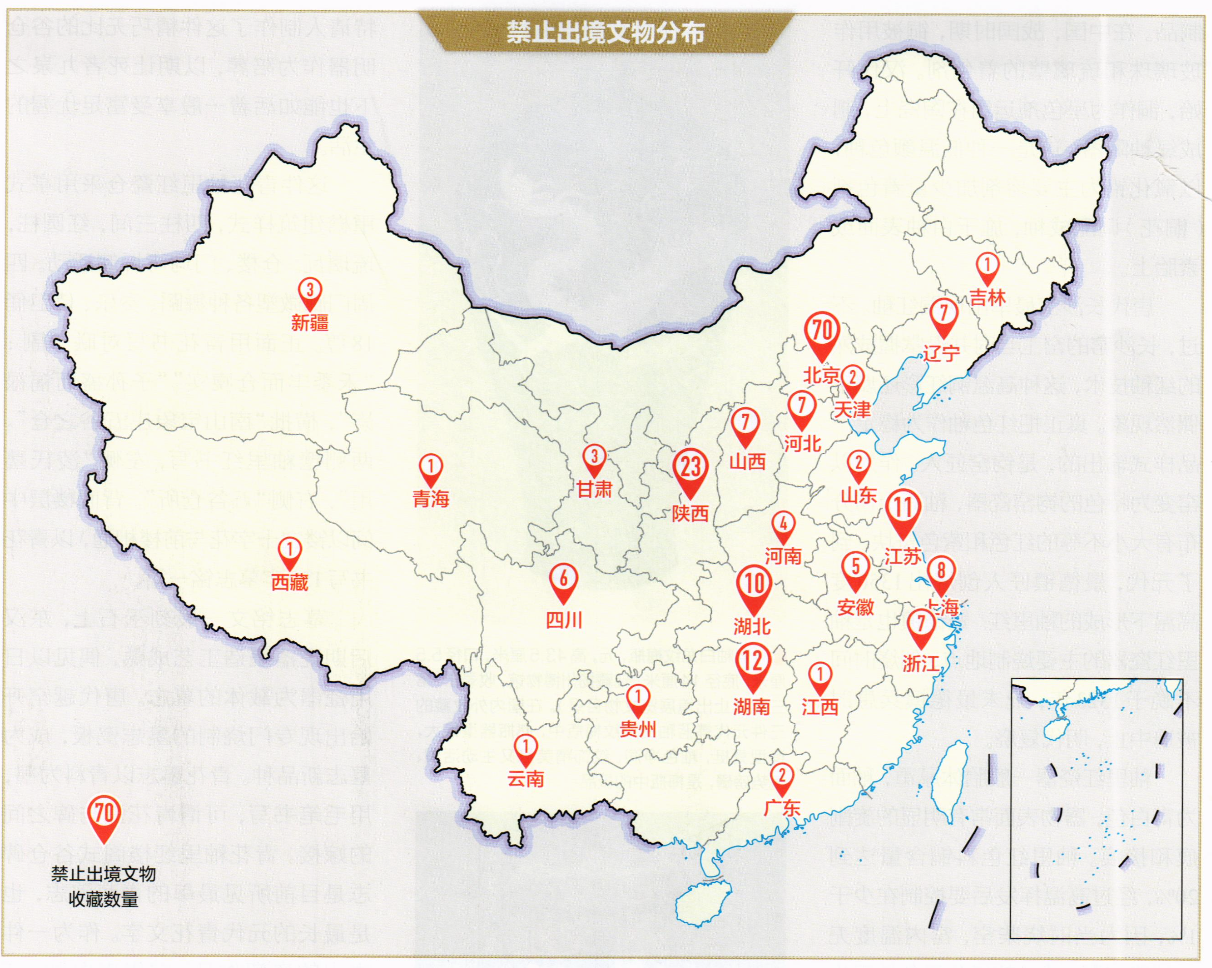 禁止出境文物分布
1
吉林
3
新疆
7
辽宁
70
北京
2
天津
7
河北
7
山西
1
青海
3
甘肃
23
陕西
2
山东
11
江苏
4
河南
1
西藏
6
四川
10
湖北
5
安徽
8
上海
7
浙江
12
湖南
1
江西
1
贵州
1
云南
2
广东
70
禁止出境文物
收藏数量